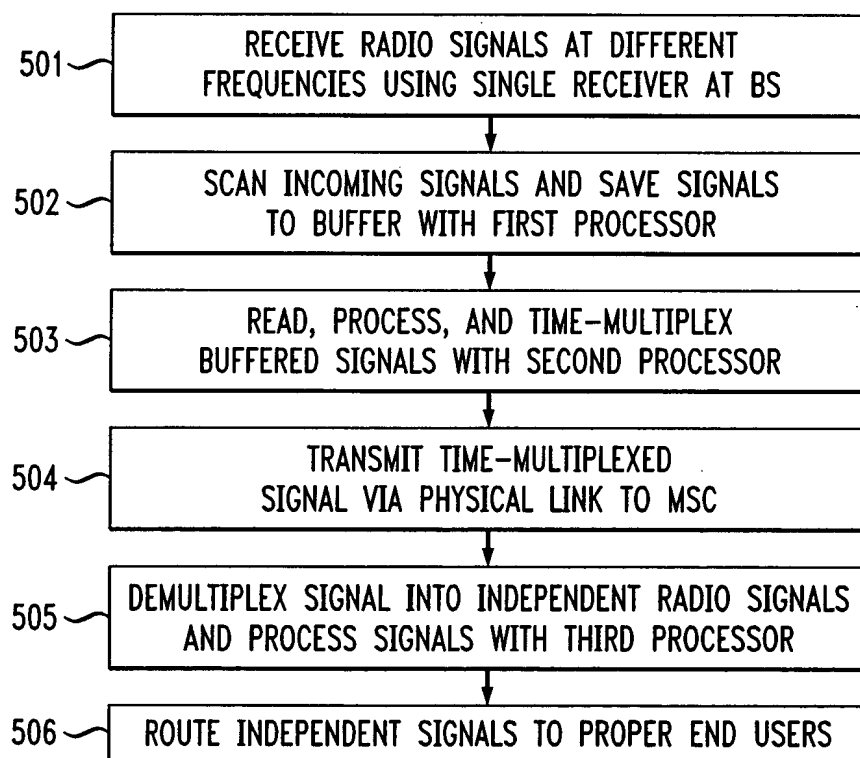 501
RECEIVE RADIO SIGNALS AT DIFFERENT
FREQUENCIES USING SINGLE RECEIVER AT BS
502
SCAN INCOMING SIGNALS AND SAVE SIGNALS
TO BUFFER WITH FIRST PROCESSOR
503
READ, PROCESS, AND TIME-MULTIPLEX
BUFFERED SIGNALS WITH SECOND PROCESSOR
504
TRANSMIT TIME-MULTIPLEXED
SIGNAL VIA PHYSICAL LINK TO MSC
505
DEMULTIPLEX SIGNAL INTO INDEPENDENT RADIO SIGNALS
AND PROCESS SIGNALS WITH THIRD PROCESSOR
506
ROUTE INDEPENDENT SIGNALS TO PROPER END USERS